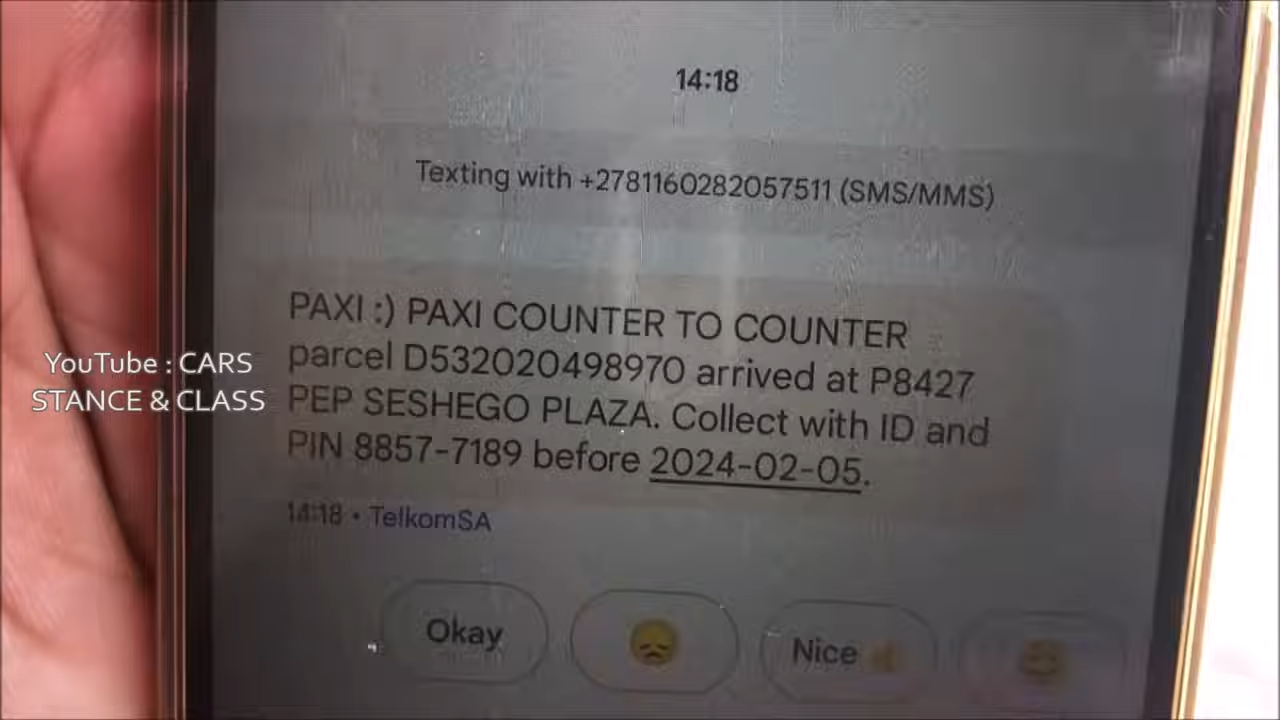 14:18
Texting with +2781160282057511 (SMS/MMS)
PAXI :) PAXI COUNTER TO COUNTER
parcel D532020498970 arrived at P8427
PEP SESHEGO PLAZA. Collect with ID and
PIN 8857-7189 before 2024-02-05.
14:18 • TelkomSA
Okay
Nice
YouTube : CARS
STANCE & CLASS